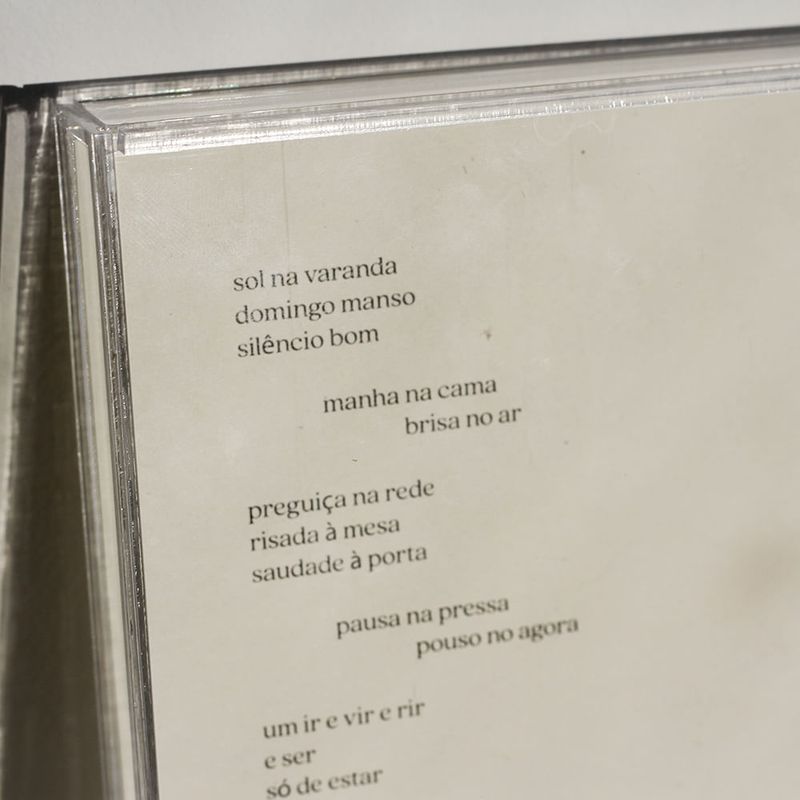 sol na varanda
domingo manso
silêncio bom
manha na cama
brisa no ar
preguiça na rede
risada à mesa
saudade à porta
pausa na pressa
pouso no agora
um ir e vir e rir
e ser
só de estar